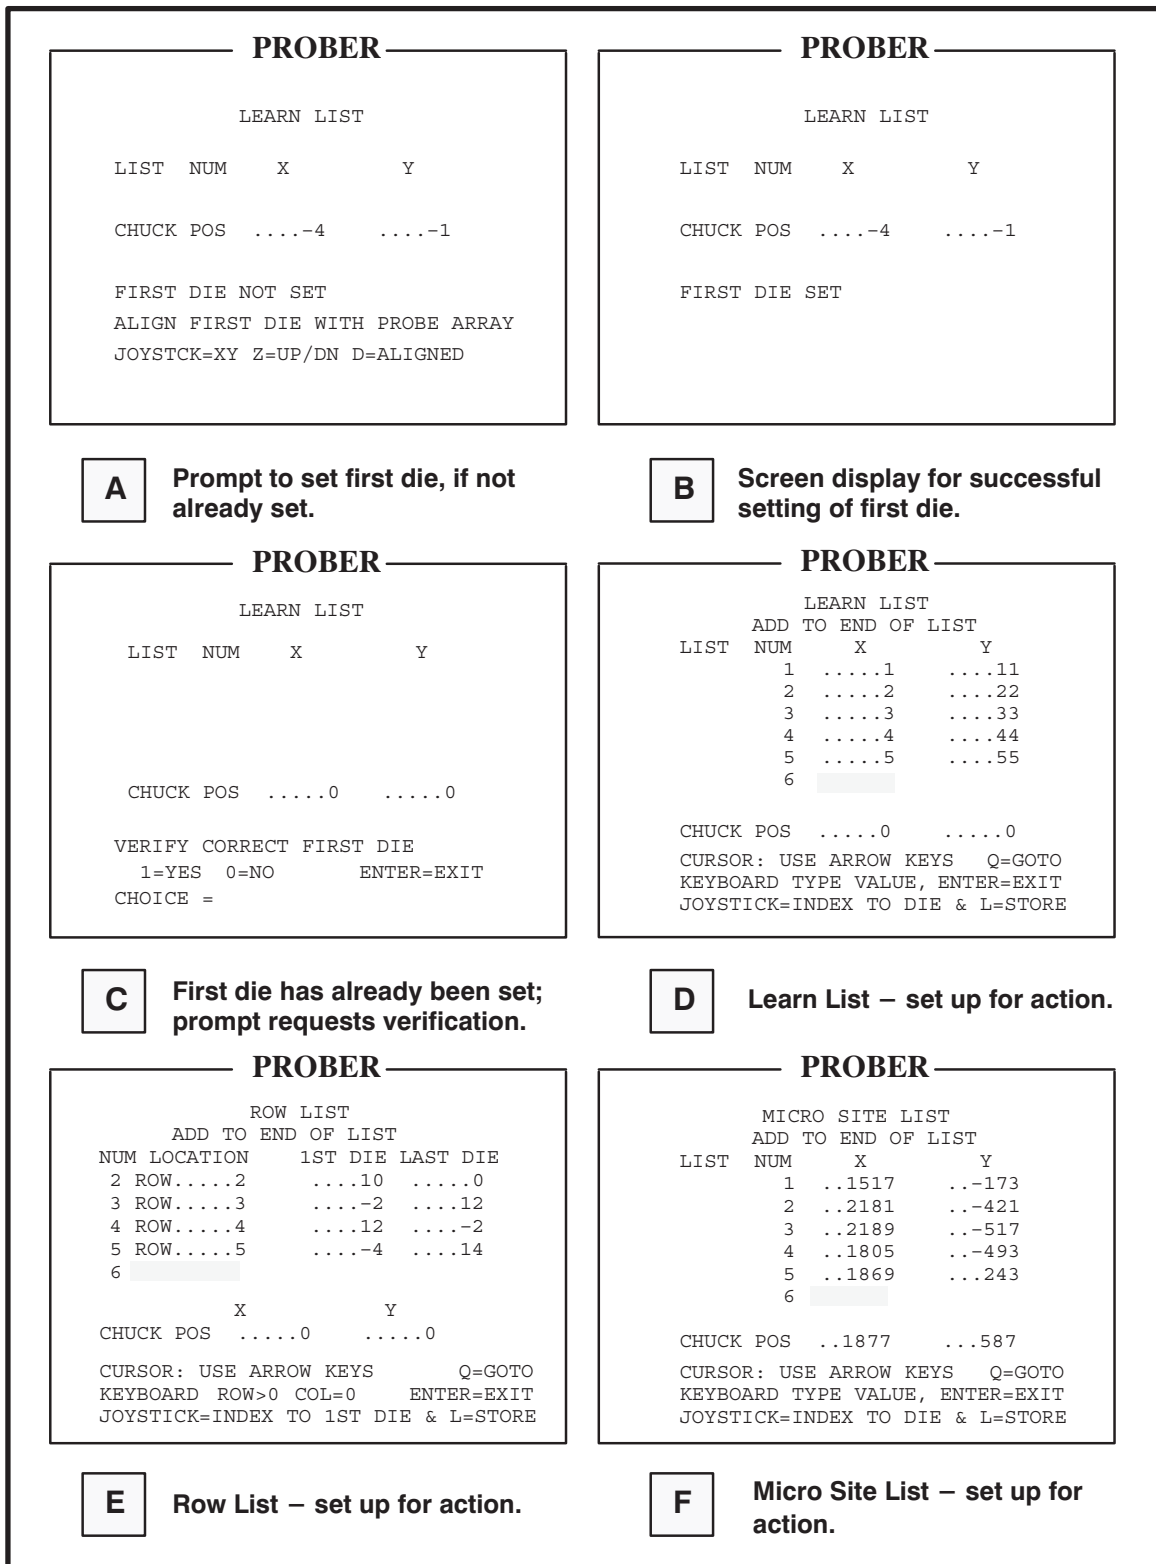 PROBER
LEARN LIST
LIST NUM X Y
CHUCK POS ....-4 ....-1
FIRST DIE NOT SET
ALIGN FIRST DIE WITH PROBE ARRAY
JOYSTCK=XY Z=UP/DN D=ALIGNED
A Prompt to set first die, if not
already set.
PROBER
LEARN LIST
LIST NUM X Y
CHUCK POS ....-4 ....-1
FIRST DIE SET
B Screen display for successful
setting of first die.
PROBER
LEARN LIST
LIST NUM X Y
CHUCK POS .....0 .....0
VERIFY CORRECT FIRST DIE
1=YES 0=NO ENTER=EXIT
CHOICE =
C First die has already been set;
prompt requests verification.
PROBER
LEARN LIST
ADD TO END OF LIST
LIST NUM X Y
1 .....1 ....11
2 .....2 ....22
3 .....3 ....33
4 .....4 ....44
5 .....5 ....55
6
CHUCK POS .....0 .....0
CURSOR: USE ARROW KEYS Q=GOTO
KEYBOARD TYPE VALUE, ENTER=EXIT
JOYSTICK=INDEX TO DIE & L=STORE
D Learn List – set up for action.
PROBER
ROW LIST
ADD TO END OF LIST
NUM LOCATION 1ST DIE LAST DIE
2 ROW.....2 ....10 .....0
3 ROW.....3 ....-2 ....12
4 ROW.....4 ....12 ....-2
5 ROW.....5 ....-4 ....14
6
X Y
CHUCK POS .....0 .....0
CURSOR: USE ARROW KEYS Q=GOTO
KEYBOARD ROW>0 COL=0 ENTER=EXIT
JOYSTICK=INDEX TO 1ST DIE & L=STORE
E Row List – set up for action.
PROBER
MICRO SITE LIST
ADD TO END OF LIST
LIST NUM X Y
1 ..1517 ..-173
2 ..2181 ..-421
3 ..2189 ..-517
4 ..1805 ..-493
5 ..1869 ...243
6
CHUCK POS ..1877 ...587
CURSOR: USE ARROW KEYS Q=GOTO
KEYBOARD TYPE VALUE, ENTER=EXIT
JOYSTICK=INDEX TO DIE & L=STORE
F Micro Site List – set up for
action.